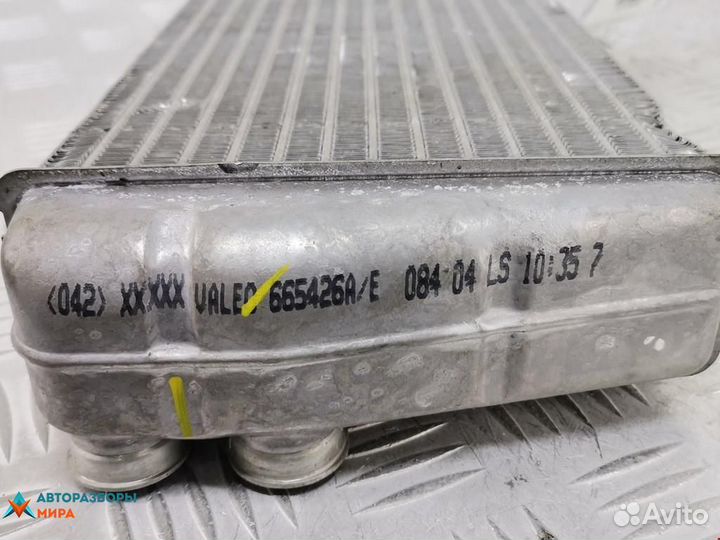 <042> XXXXX VALEO 665426A/E 084 04 LS 10:35 7
АВТОРАЗБОРЫ
МИРА
Avito